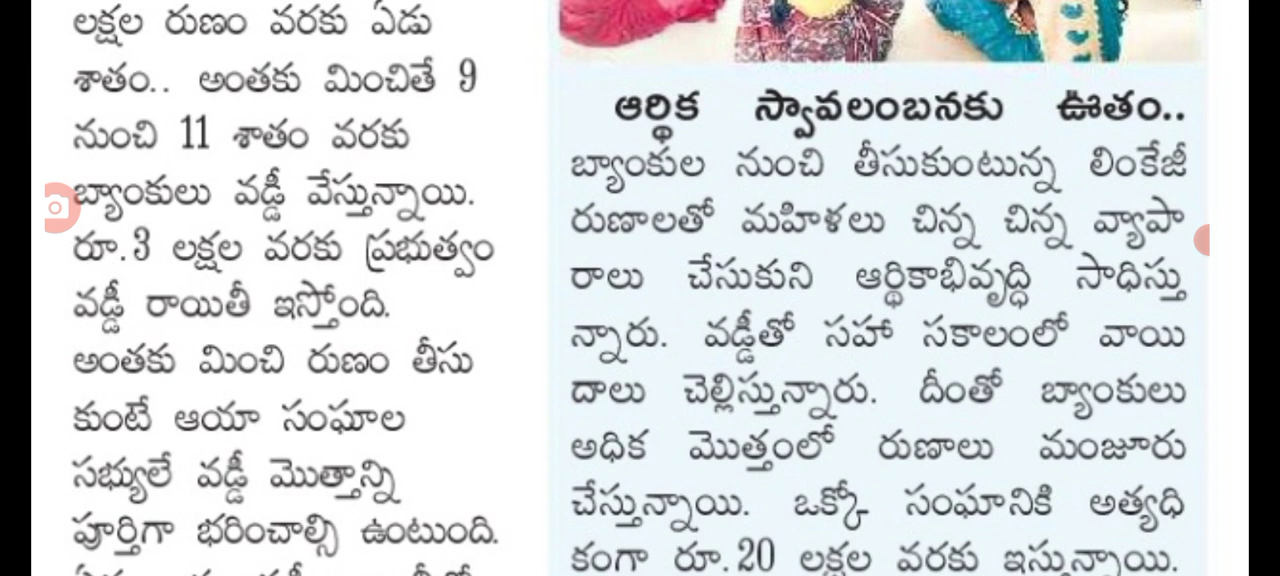 లక్షల రుణం వరకు ఏడు
శాతం.. అంతకు మించితే 9
నుంచి 11 శాతం వరకు
బ్యాంకులు వడ్డీ వేస్తున్నాయి.
రూ.3 లక్షల వరకు ప్రభుత్వం
వడ్డీ రాయితీ ఇస్తోంది.
అంతకు మించి రుణం తీసు
కుంటే ఆయా సంఘాల
సభ్యులే వడ్డీ మొత్తాన్ని
పూర్తిగా భరించాల్సి ఉంటుంది.
ఆర్థిక స్వావలంబనకు ఊతం..
బ్యాంకుల నుంచి తీసుకుంటున్న లింకేజీ
రుణాలతో మహిళలు చిన్న చిన్న వ్యాపా
రాలు చేసుకుని ఆర్థికాభివృద్ధి సాధిస్తు
న్నారు. వడ్డీతో సహా సకాలంలో వాయి
దాలు చెల్లిస్తున్నారు. దీంతో బ్యాంకులు
అధిక మొత్తంలో రుణాలు మంజూరు
చేస్తున్నాయి. ఒక్కో సంఘానికి అత్యధి
కంగా రూ.20 లక్షల వరకు ఇస్తున్నాయి.